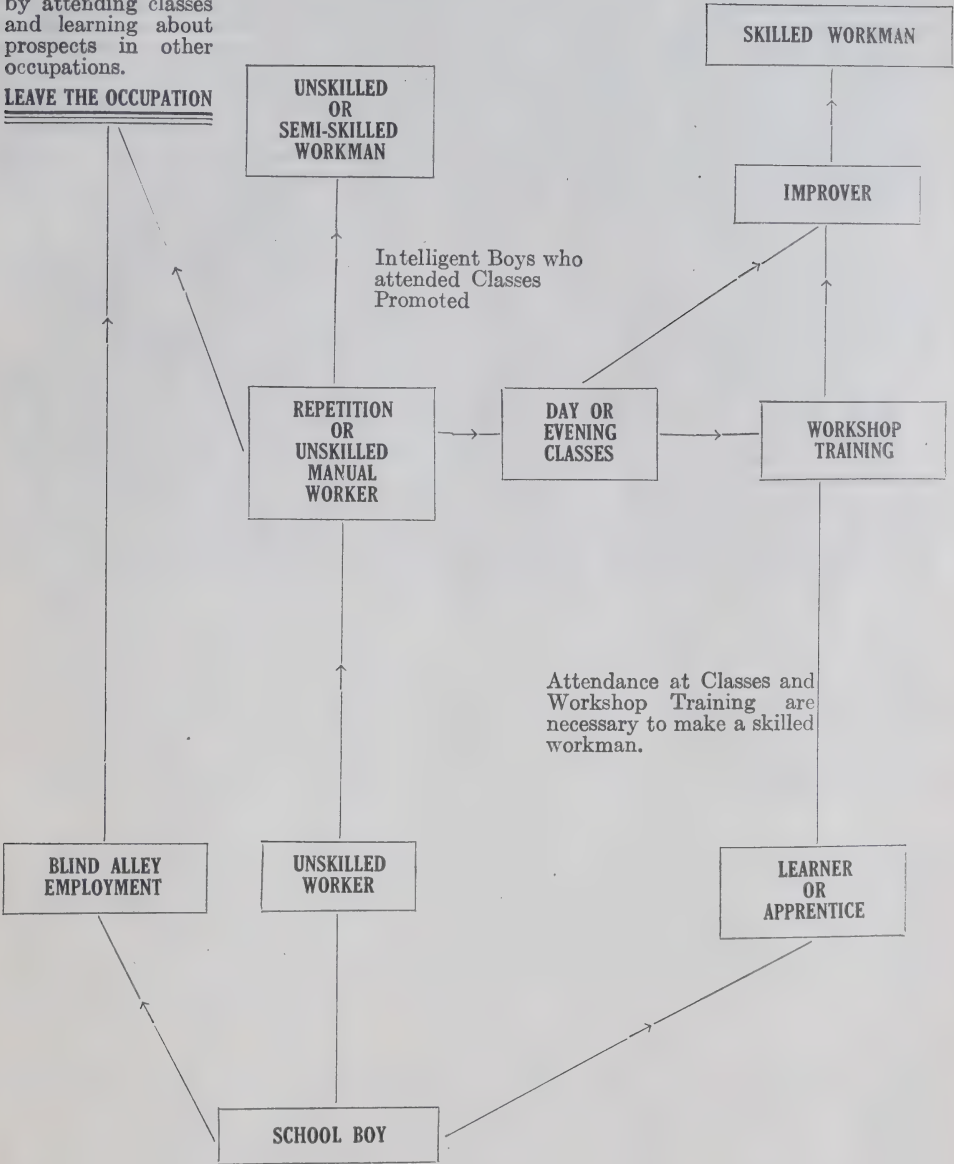 by attending classes
and learning about
prospects in other
occupations.
LEAVE THE OCCUPATION
UNSKILLED
OR
SEMI-SKILLED
WORKMAN
SKILLED WORKMAN
IMPROVER
Intelligent Boys who
attended Classes
Promoted
REPETITION
OR
UNSKILLED
MANUAL
WORKER
DAY OR
EVENING
CLASSES
WORKSHOP
TRAINING
Attendance at Classes and
Workshop Training are
necessary to make a skilled
workman.
BLIND ALLEY
EMPLOYMENT
UNSKILLED
WORKER
LEARNER
OR
APPRENTICE
SCHOOL BOY